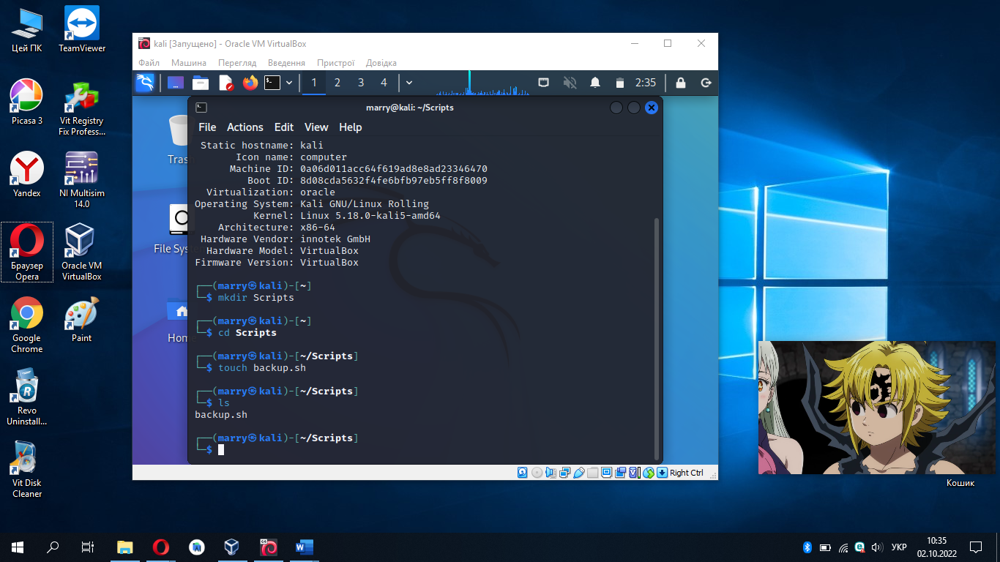 Цей ПК
TeamViewer
Picasa 3
Vit Registry
Fix Profess...
Yandex
NI Multisim
14.0
Браузер
Opera
Oracle VM
VirtualBox
Google
Chrome
Paint
Revo
Uninstall...
Vit Disk
Cleaner
kali [Запущено] - Oracle VM VirtualBox
Файл Машина Перегляд Введення Пристрої Довідка
1 2 3 4 2:35
Trash
File System
Home
marry@kali: ~/Scripts
File Actions Edit View Help
Static hostname: kali
Icon name: computer
Machine ID: 0a06d011acc64f619ad8e8ad23346470
Boot ID: 8d08cda5632f4fe6bfb97eb5ff8f8009
Virtualization: oracle
Operating System: Kali GNU/Linux Rolling
Kernel: Linux 5.18.0-kali5-amd64
Architecture: x86-64
Hardware Vendor: innotek GmbH
Hardware Model: VirtualBox
Firmware Version: VirtualBox
┌──(marry㉿kali)-[~]
└─$ mkdir Scripts
┌──(marry㉿kali)-[~]
└─$ cd Scripts
┌──(marry㉿kali)-[~/Scripts]
└─$ touch backup.sh
┌──(marry㉿kali)-[~/Scripts]
└─$ ls
backup.sh
┌──(marry㉿kali)-[~/Scripts]
└─$
Right Ctrl
Кошик
УКР
10:35
02.10.2022